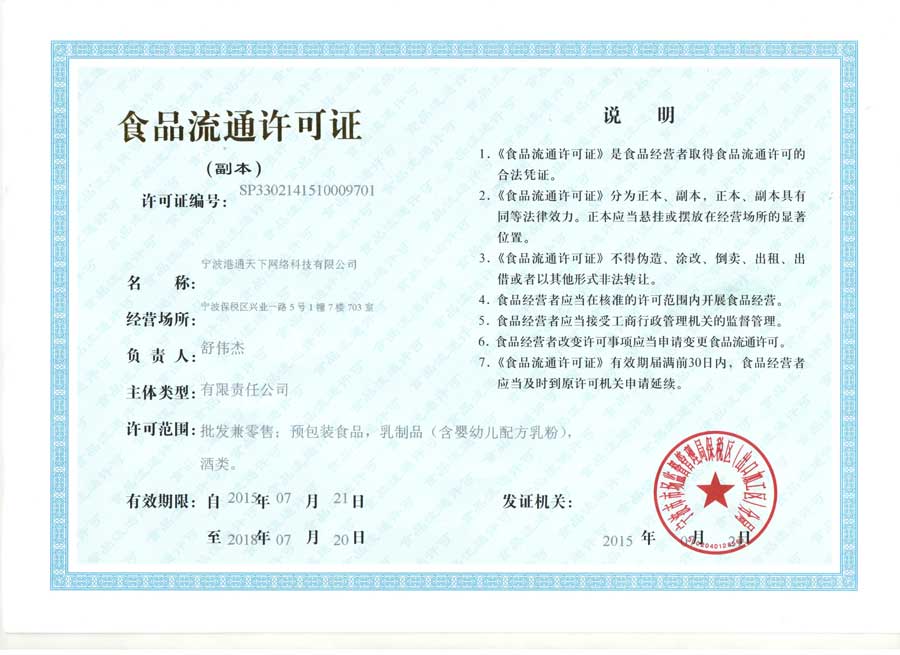 食品流通许可证
(副本)
许可证编号: SP3302141510009701
名 称: 宁波港通天下网络科技有限公司
经营场所: 宁波保税区兴业一路5号1幢7楼703室
负 责 人: 舒伟杰
主体类型: 有限责任公司
许可范围: 批发兼零售：预包装食品，乳制品（含婴幼儿配方乳粉），
酒类。
有效期限: 自 2015年 07 月 21 日
至 2018年 07 月 20 日
说 明
1．《食品流通许可证》是食品经营者取得食品流通许可的
合法凭证。
2．《食品流通许可证》分为正本、副本，正本、副本具有
同等法律效力。正本应当悬挂或摆放在经营场所的显著
位置。
3．《食品流通许可证》不得伪造、涂改、倒卖、出租、出
借或者以其他形式非法转让。
4．食品经营者应当在核准的许可范围内开展食品经营。
5．食品经营者应当接受工商行政管理机关的监督管理。
6．食品经营者改变许可事项应当申请变更食品流通许可。
7．《食品流通许可证》有效期届满前30日内，食品经营者
应当及时到原许可机关申请延续。
发证机关:
宁波市市场监督管理局保税区（出口加工区）分局
2015 年 月 日